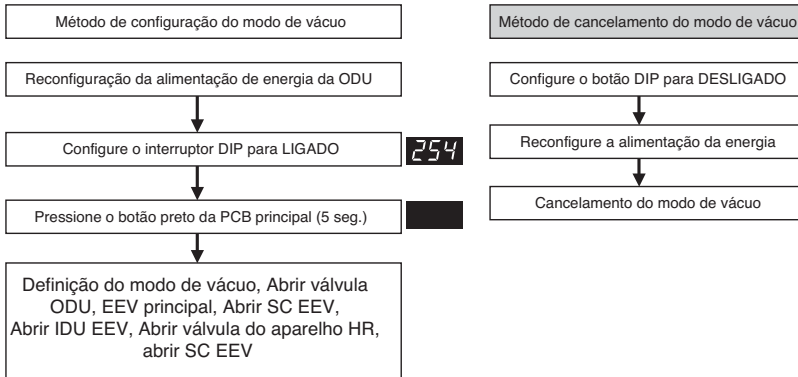 Método de configuração do modo de vácuo
Reconfiguração da alimentação de energia da ODU
Configure o interruptor DIP para LIGADO
254
Pressione o botão preto da PCB principal (5 seg.)
Definição do modo de vácuo, Abrir válvula
ODU, EEV principal, Abrir SC EEV,
Abrir IDU EEV, Abrir válvula do aparelho HR,
abrir SC EEV
Método de cancelamento do modo de vácuo
Configure o botão DIP para DESLIGADO
Reconfigure a alimentação da energia
Cancelamento do modo de vácuo